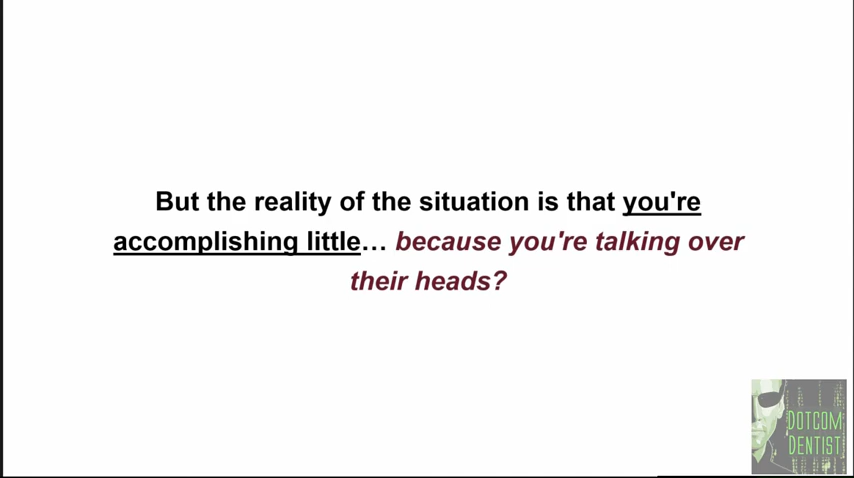 But the reality of the situation is that you're
accomplishing little… because you're talking over
their heads?
DOTCOM
DENTIST